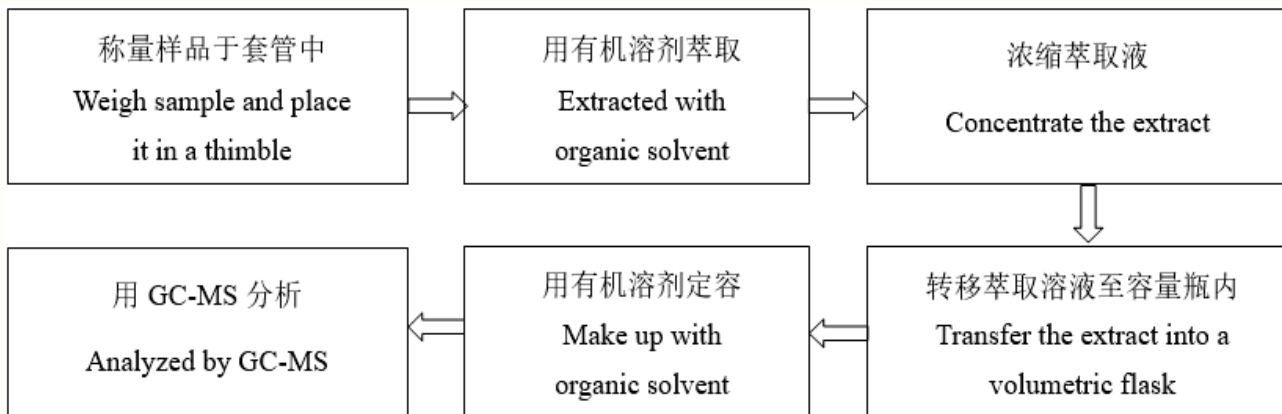 称量样品于套管中
Weigh sample and place
it in a thimble
用有机溶剂萃取
Extracted with
organic solvent
浓缩萃取液
Concentrate the extract
转移萃取溶液至容量瓶内
Transfer the extract into a
volumetric flask
用有机溶剂定容
Make up with
organic solvent
用 GC-MS 分析
Analyzed by GC-MS